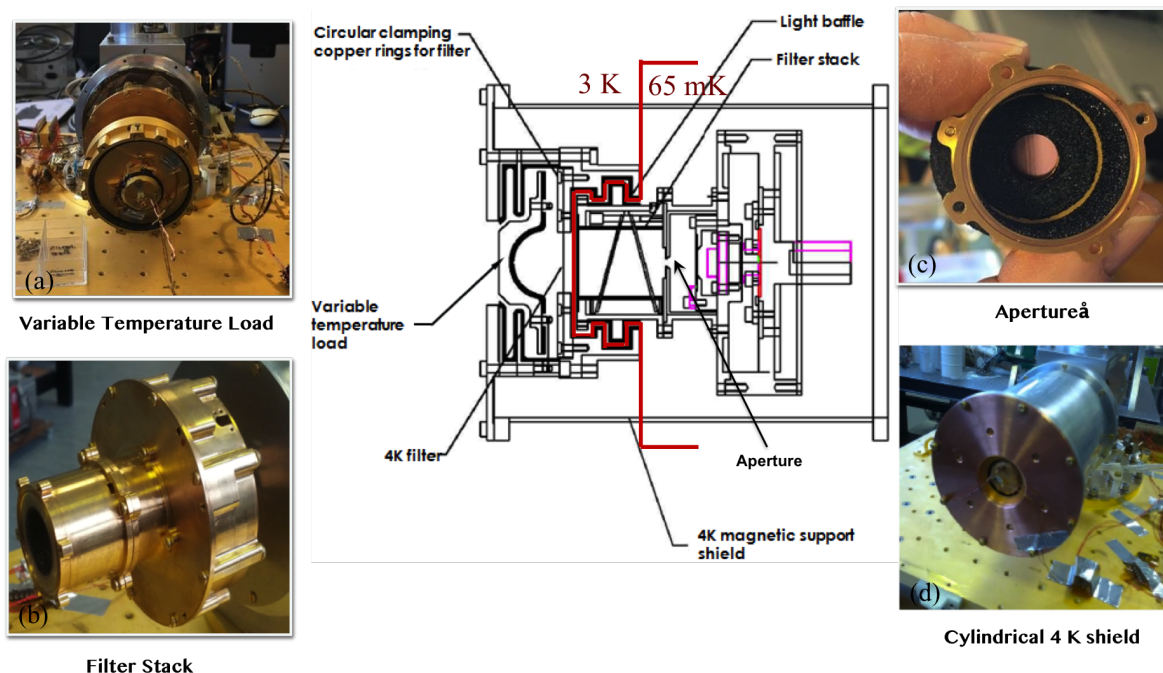 (a)
Variable Temperature Load
(b)
Filter Stack
Circular clamping
copper rings for filter
Light baffle
Filter stack
3 K
65 mK
Variable
temperature
load
4K filter
Aperture
4K magnetic support
shield
(c)
Apertureå
(d)
Cylindrical 4 K shield